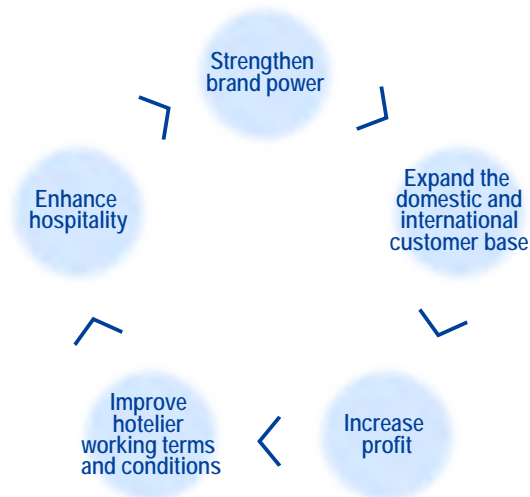 Strengthen
brand power
Expand the
domestic and
international
customer base
Increase
profit
Improve
hotelier
working terms
and conditions
Enhance
hospitality